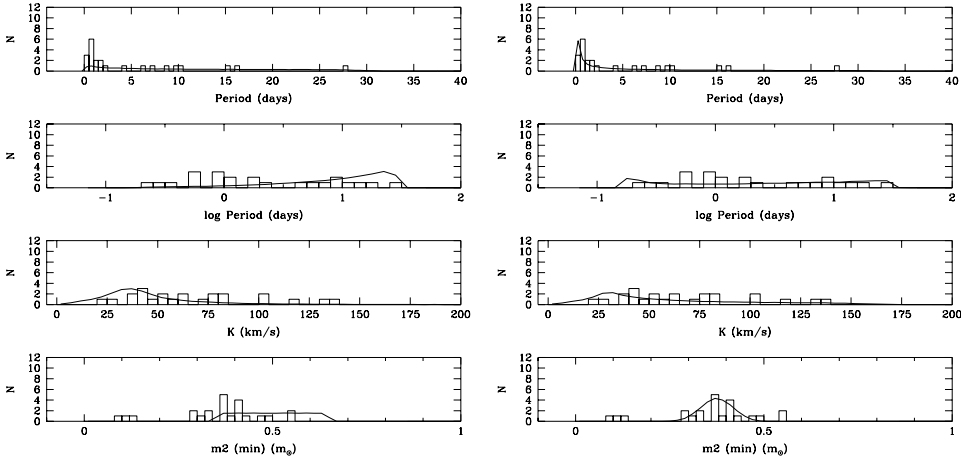 12 10 8 6 4 2 0
N
0 5 10 15 20 25 30 35 40
Period (days)
12 10 8 6 4 2 0
N
0 5 10 15 20 25 30 35 40
Period (days)
12 10 8 6 4 2 0
N
−1 0 1 2
log Period (days)
12 10 8 6 4 2 0
N
−1 0 1 2
log Period (days)
12 10 8 6 4 2 0
N
0 25 50 75 100 125 150 175 200
K (km/s)
12 10 8 6 4 2 0
N
0 25 50 75 100 125 150 175 200
K (km/s)
12 10 8 6 4 2 0
N
0 0.5 1
m2 (min) (m⊙)
12 10 8 6 4 2 0
N
0 0.5 1
m2 (min) (m⊙)